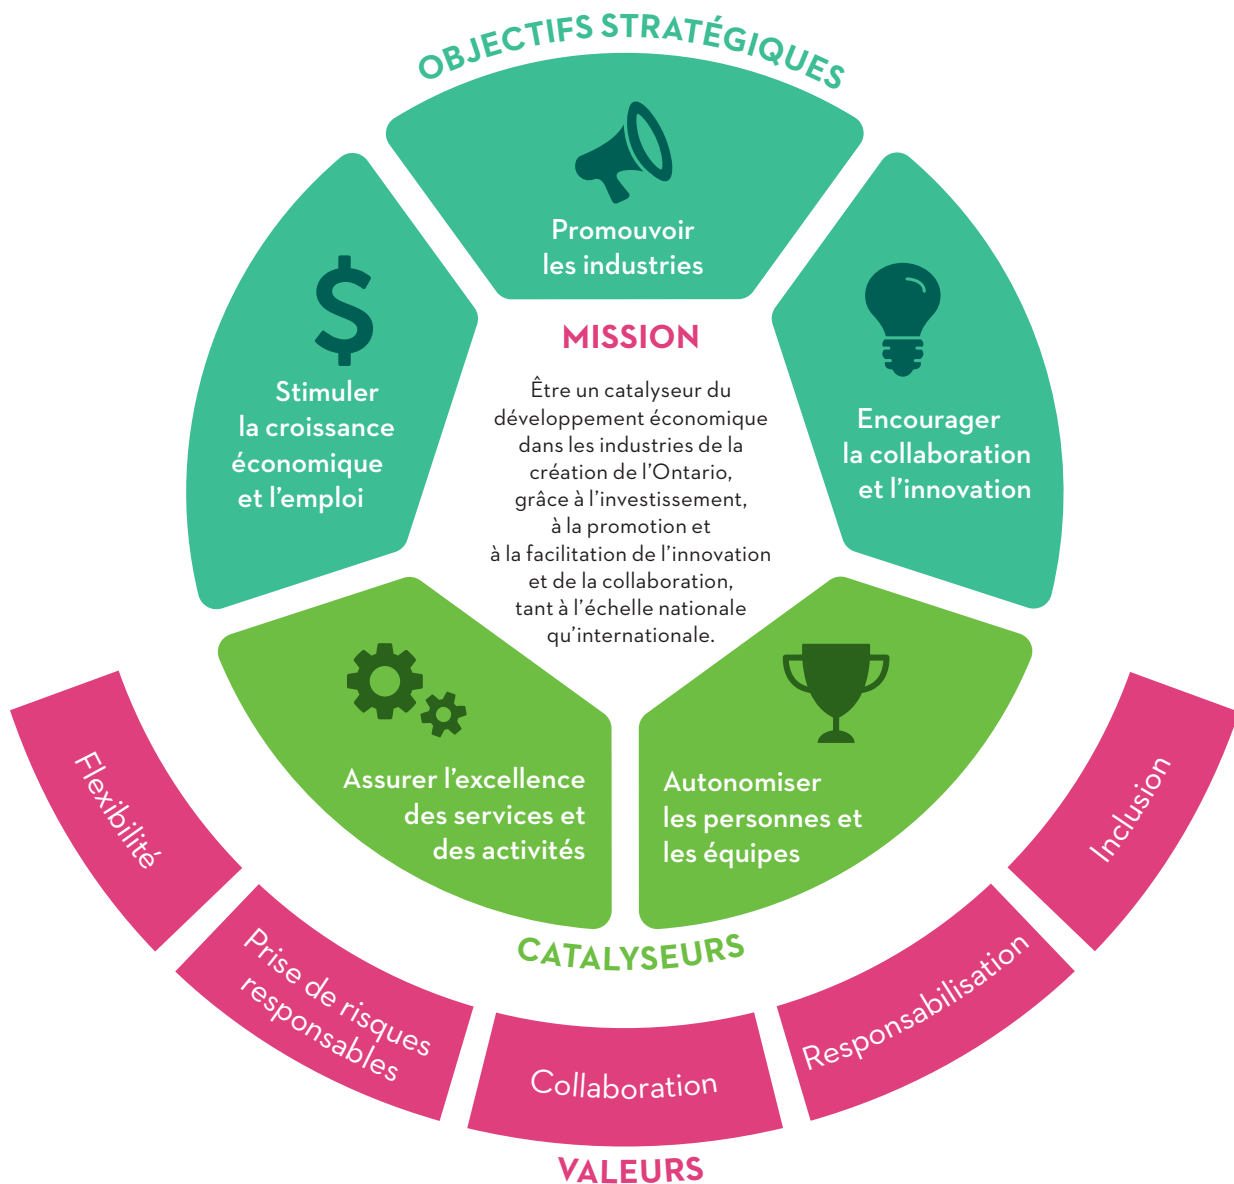 OBJECTIFS STRATÉGIQUES
Promouvoir
les industries
Stimuler
la croissance
économique
et l'emploi
Encourager
la collaboration
et l'innovation
MISSION
Être un catalyseur du
développement économique
dans les industries de la
création de l'Ontario,
grâce à l'investissement,
à la promotion et
à la facilitation de l'innovation
et de la collaboration,
tant à l'échelle nationale
qu'internationale.
Assurer l'excellence
des services et
des activités
Autonomiser
les personnes et
les équipes
CATALYSEURS
Flexibilité
Prise de risques
responsables
Collaboration
Responsabilisation
Inclusion
VALEURS